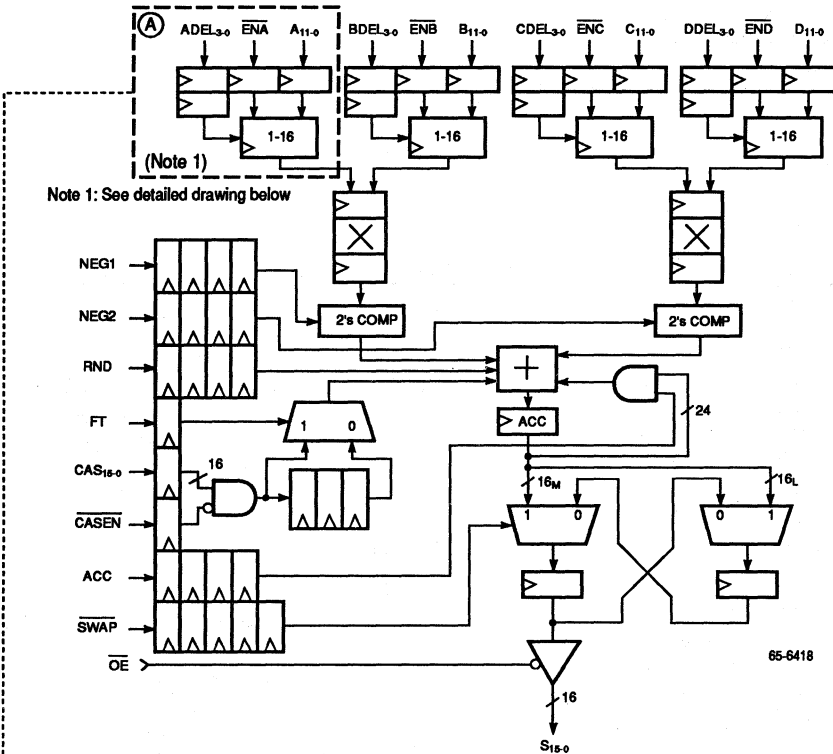 A
ADEL3-0 ENA A11-0 BDEL3-0 ENB B11-0 CDEL3-0 ENC C11-0 DDEL3-0 END D11-0
1-16 1-16 1-16 1-16
(Note 1)
Note 1: See detailed drawing below
NEG1
NEG2
2's COMP 2's COMP
RND
+
FT
1 0
ACC
24
CAS15-0
16
16M
16L
CASEN
1 0
0 1
ACC
SWAP
OE
65-6418
16
S15-0